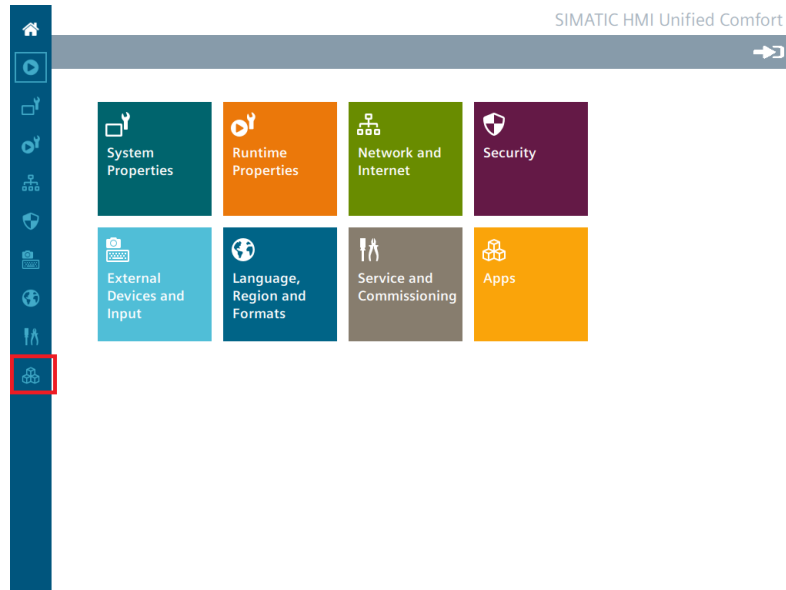 SIMATIC HMI Unified Comfort
System
Properties
Runtime
Properties
Network and
Internet
Security
External
Devices and
Input
Language,
Region and
Formats
Service and
Commissioning
Apps